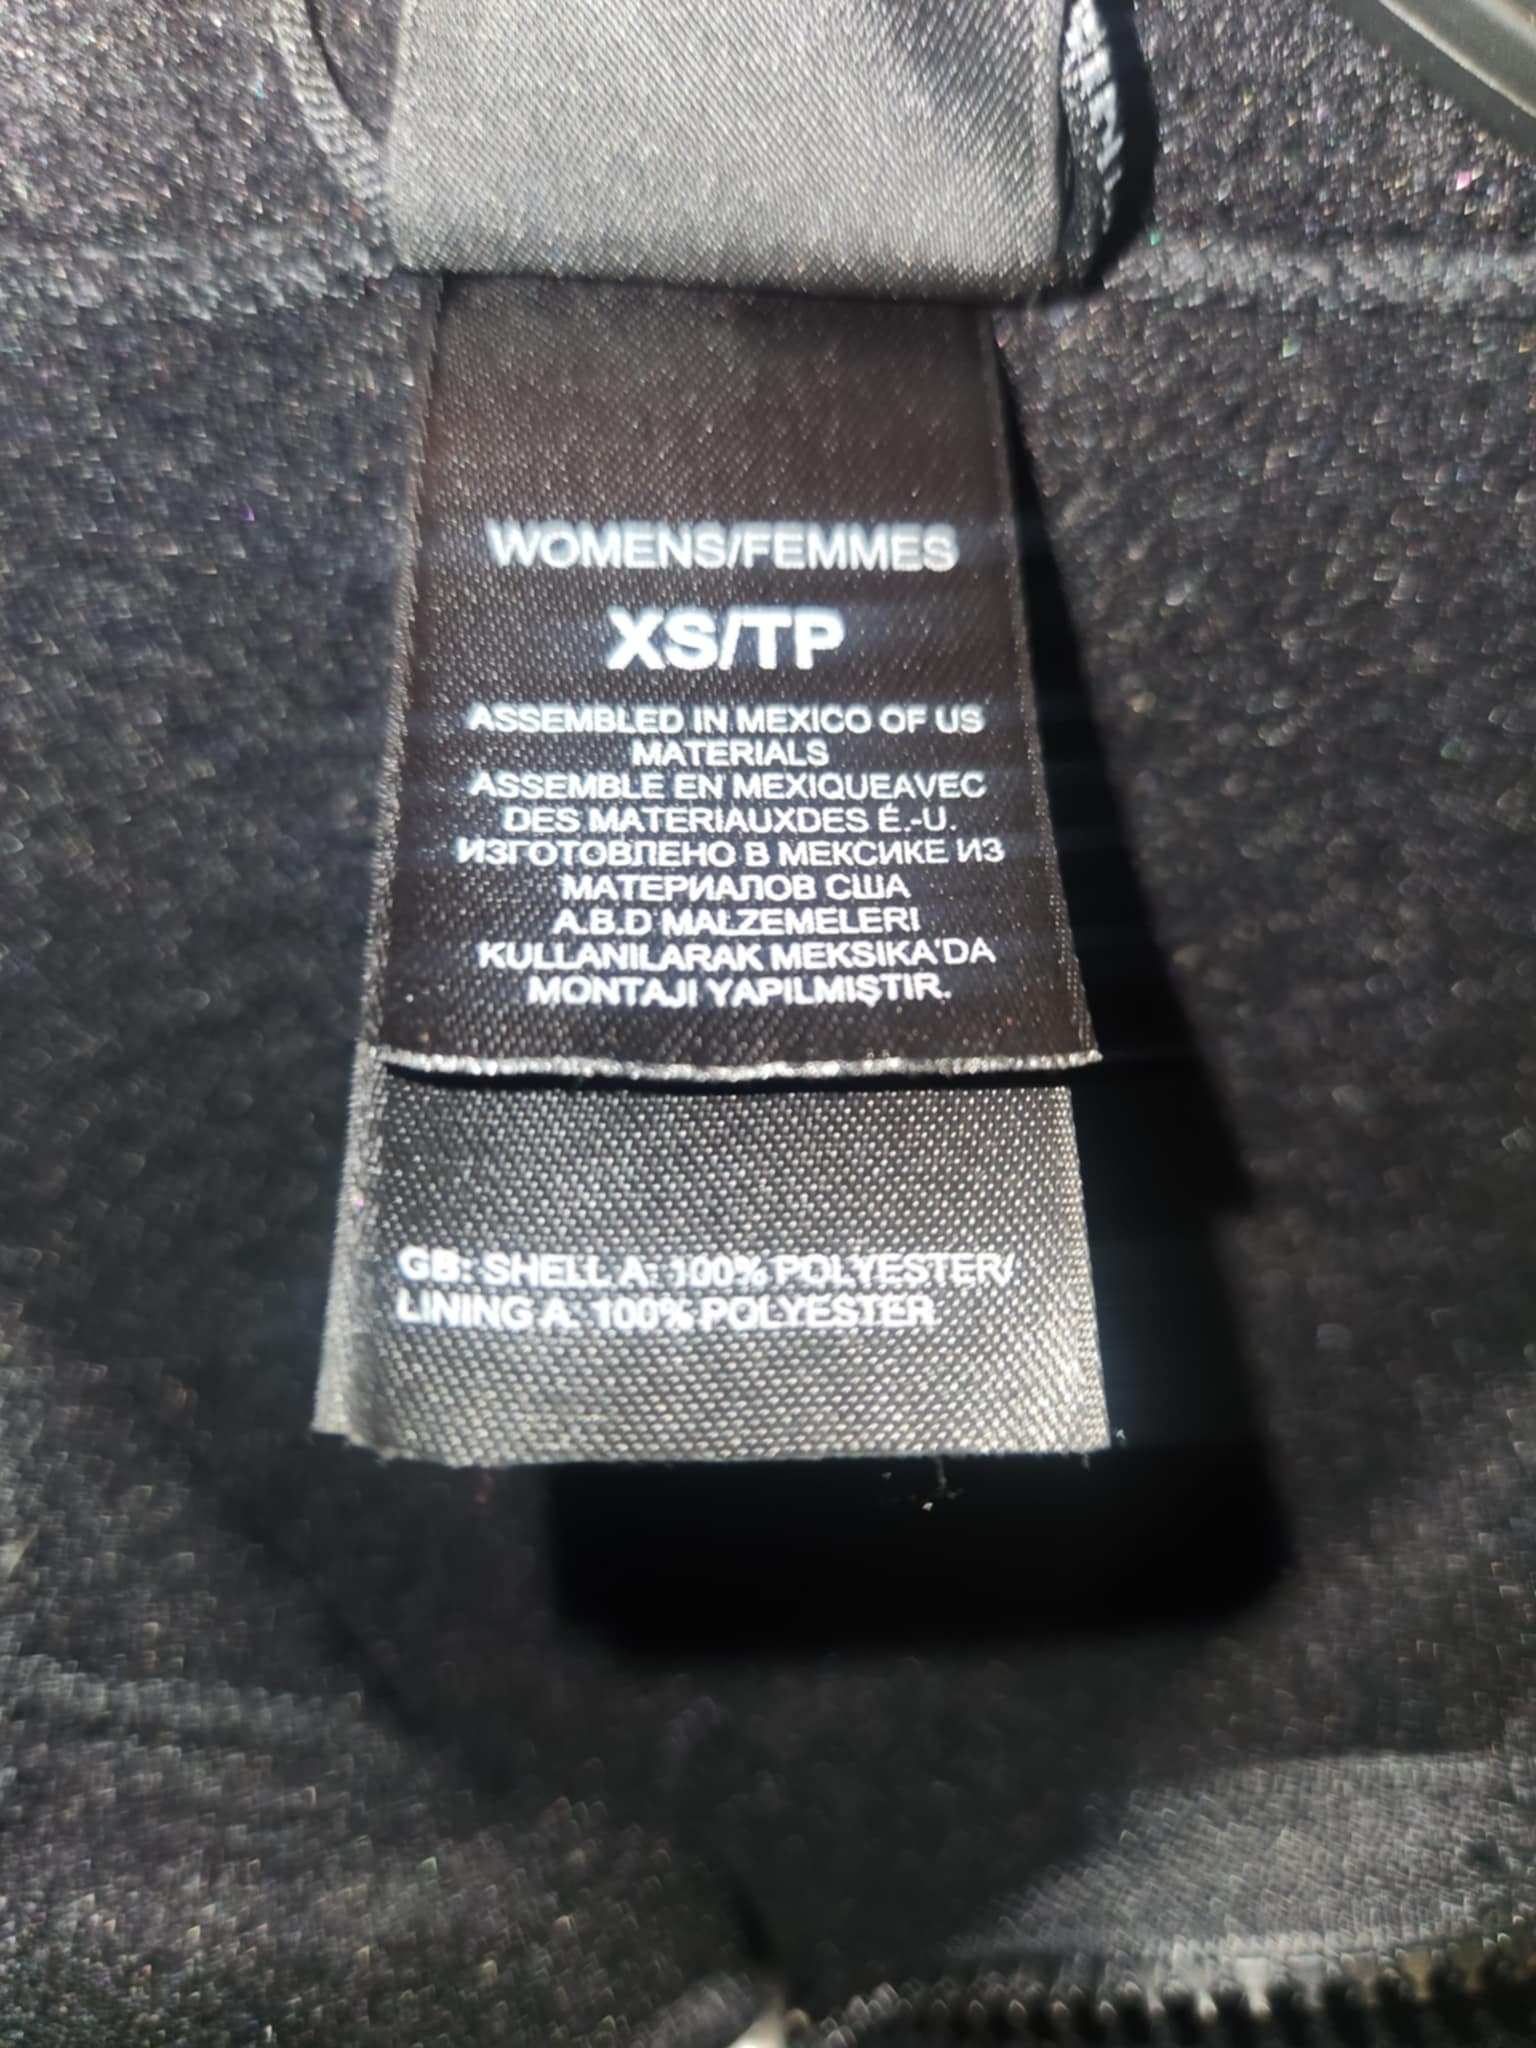 WOMENS/FEMMES
XS/TP
ASSEMBLED IN MEXICO OF US
MATERIALS
ASSEMBLE EN MEXIQUEAVEC
DES MATERIAUXDES É.-U.
ИЗГОТОВЛЕНО В МЕКСИКЕ ИЗ
МАТЕРИАЛОВ США
A.B.D MALZEMELERI
KULLANILARAK MEKSIKA'DA
MONTAJI YAPILMIŞTIR.
GB: SHELL A: 100% POLYESTER/
LINING A: 100% POLYESTER